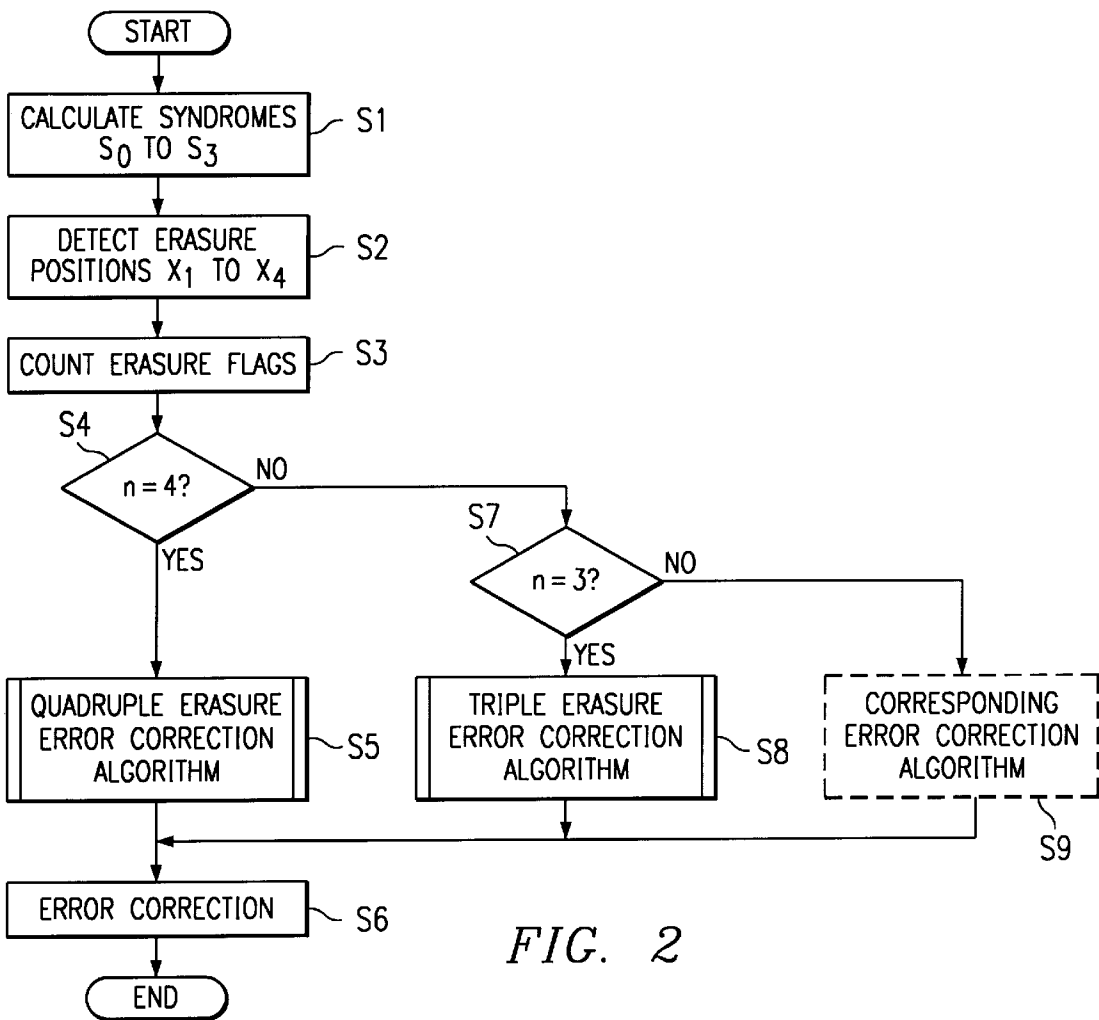 START
CALCULATE SYNDROMES
S0 TO S3
S1
DETECT ERASURE
POSITIONS X1 TO X4
S2
COUNT ERASURE FLAGS
S3
S4
n = 4?
NO
YES
S7
n = 3?
NO
YES
QUADRUPLE ERASURE
ERROR CORRECTION
ALGORITHM
S5
TRIPLE ERASURE
ERROR CORRECTION
ALGORITHM
S8
CORRESPONDING
ERROR CORRECTION
ALGORITHM
S9
ERROR CORRECTION
S6
END
FIG. 2